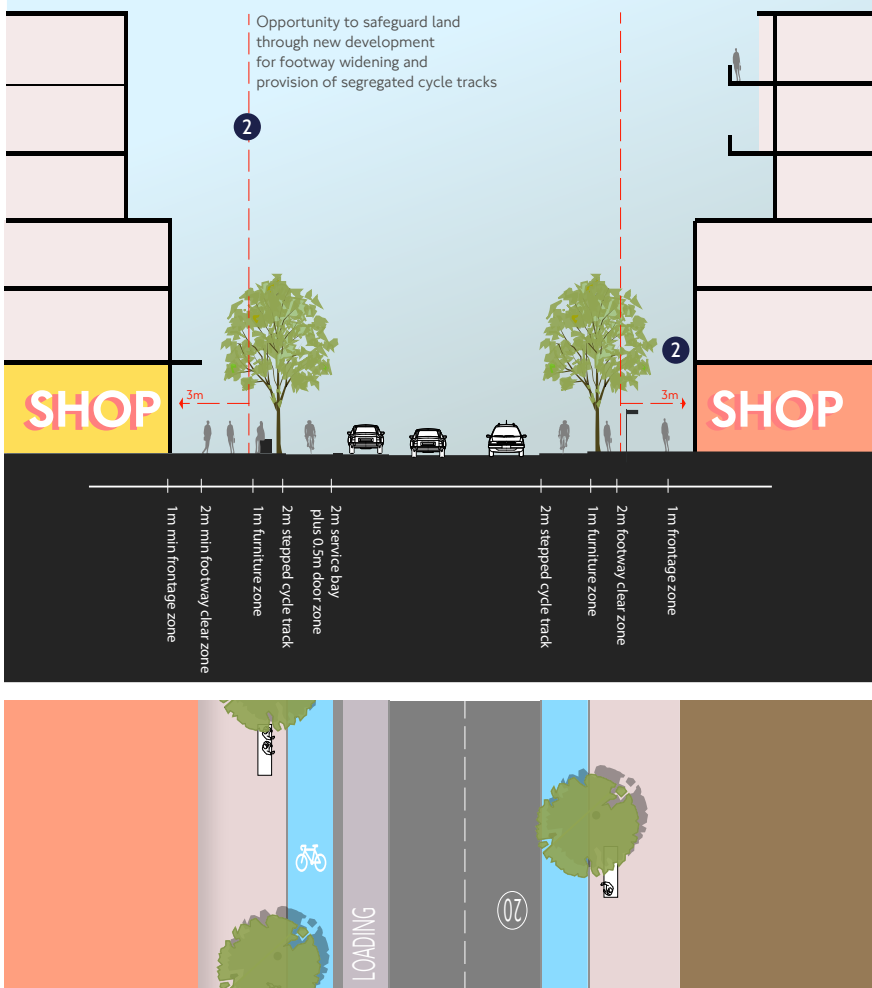 Opportunity to safeguard land
through new development
for footway widening and
provision of segregated cycle tracks
2
2
3m
3m
SHOP
SHOP
1m min frontage zone
2m min footway clear zone
1m furniture zone
2m stepped cycle track
2m service bay
plus 0.5m door zone
2m stepped cycle track
1m furniture zone
2m footway clear zone
1m frontage zone
20
LOADING